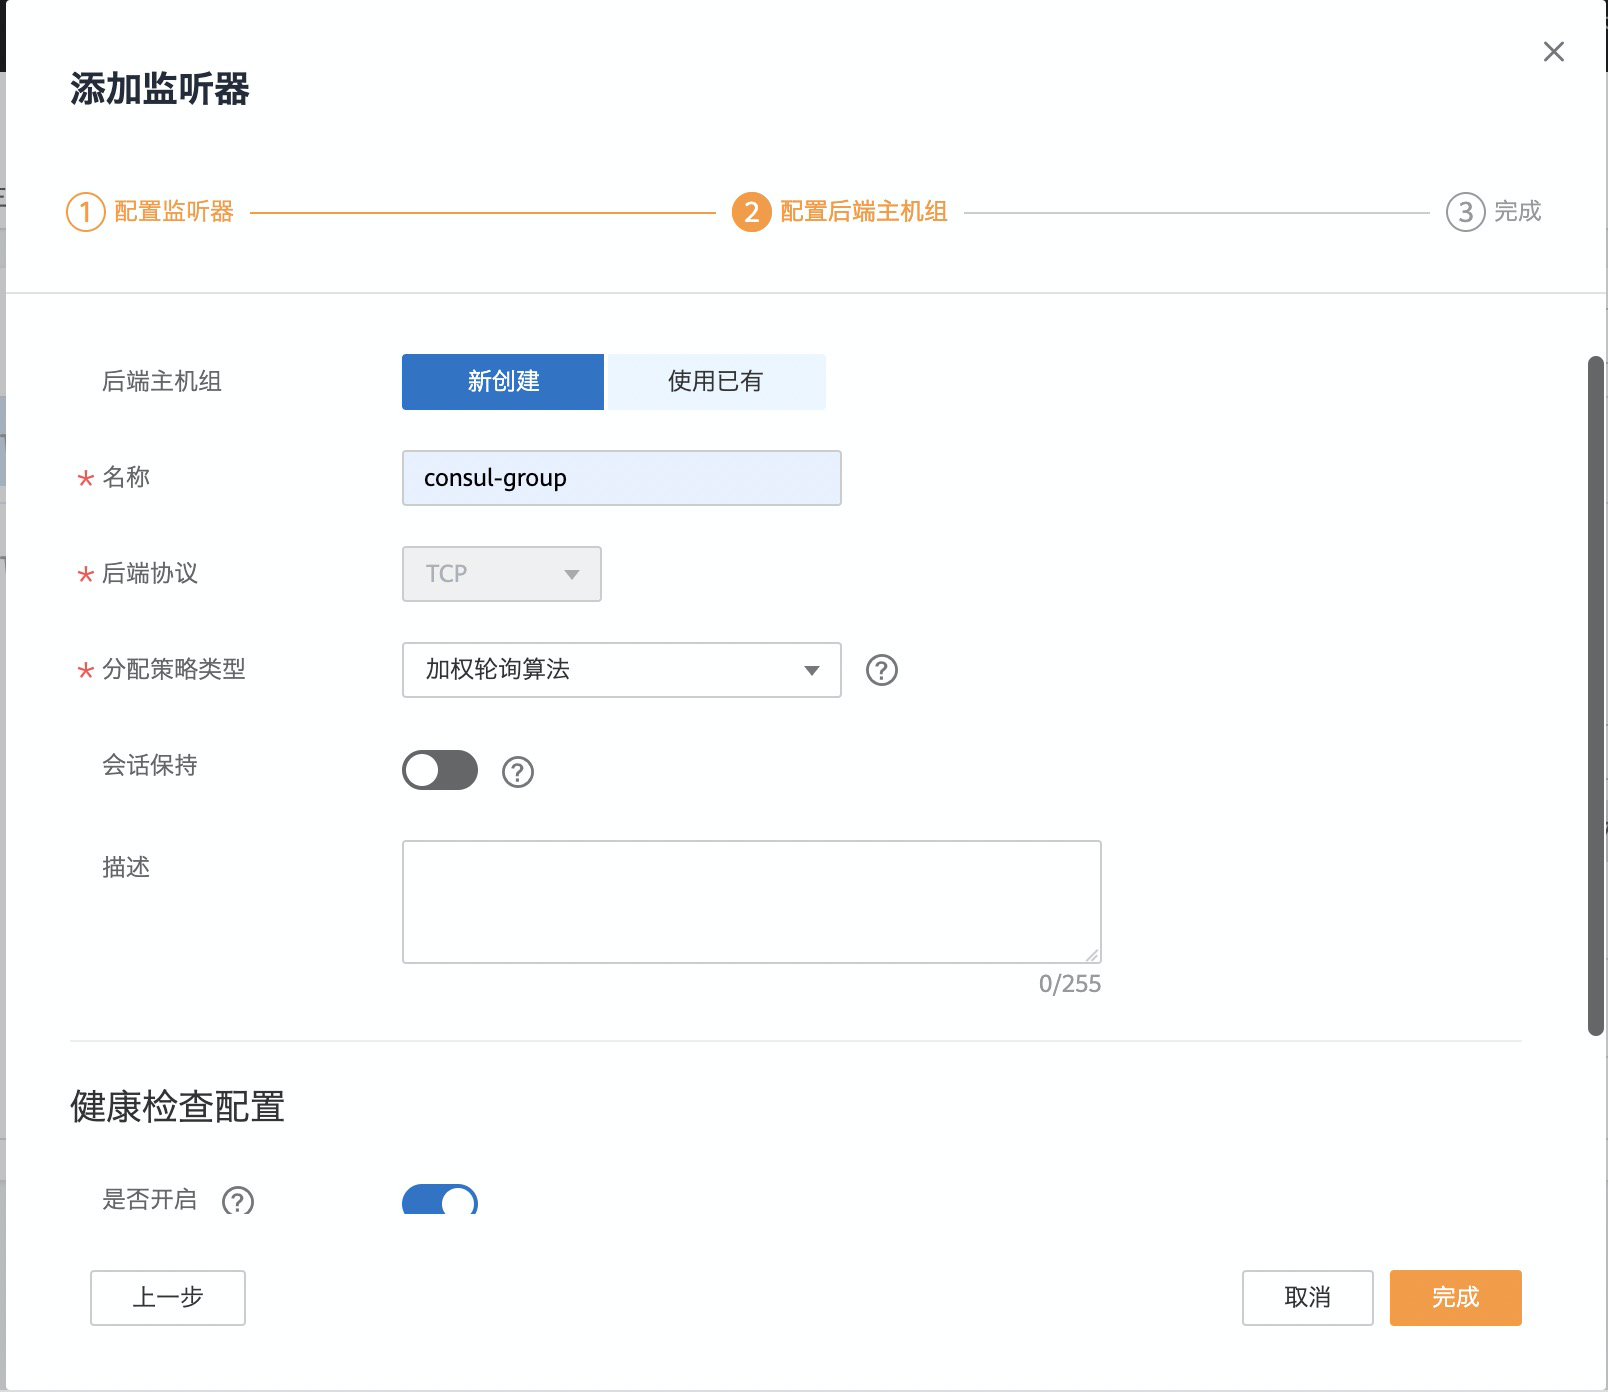 添加监听器
1 配置监听器
2 配置后端主机组
3 完成
后端主机组 新创建 使用已有
* 名称 consul-group
* 后端协议 TCP
* 分配策略类型 加权轮询算法 ?
会话保持 ?
描述
0/255
健康检查配置
是否开启 ?
上一步 取消 完成